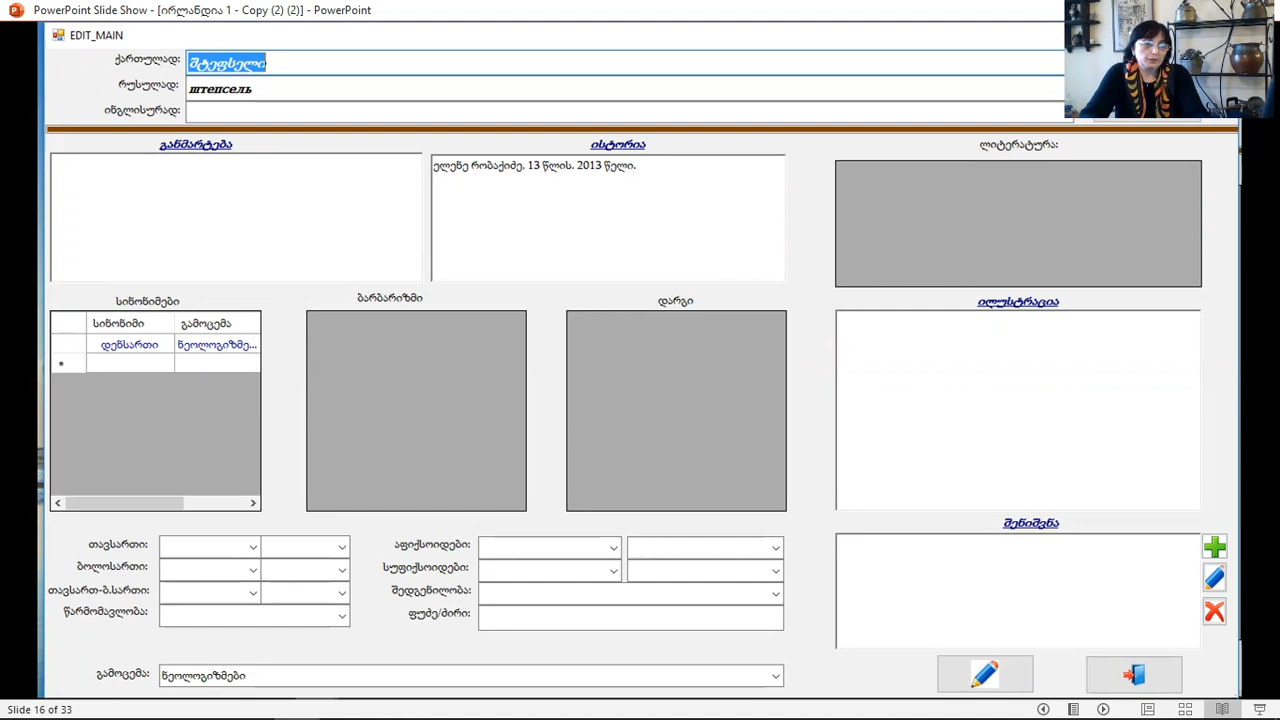 PowerPoint Slide Show - [ირლანდია 1 - Copy (2) (2)] - PowerPoint
EDIT_MAIN
ქართულად: შტეფსელი
რუსულად: штепсель
ინგლისურად:
განმარტება
ისტორია
ლიტერატურა:
ელენე რობაქიძე, 13 წლის. 2013 წელი.
სინონიმები
ბარბარიზმი
დარგი
ილუსტრაცია
სინონიმი გამოცემა
დენსართი ნეოლოგიზმე...
შენიშვნა
თავსართი:
აფიქსოიდები:
ბოლოსართი:
სუფიქსოიდები:
თავსართ-ბ.სართი:
შედგენილობა:
წარმომავლობა:
ფუძე/ძირი:
გამოცემა: ნეოლოგიზმები
Slide 16 of 33